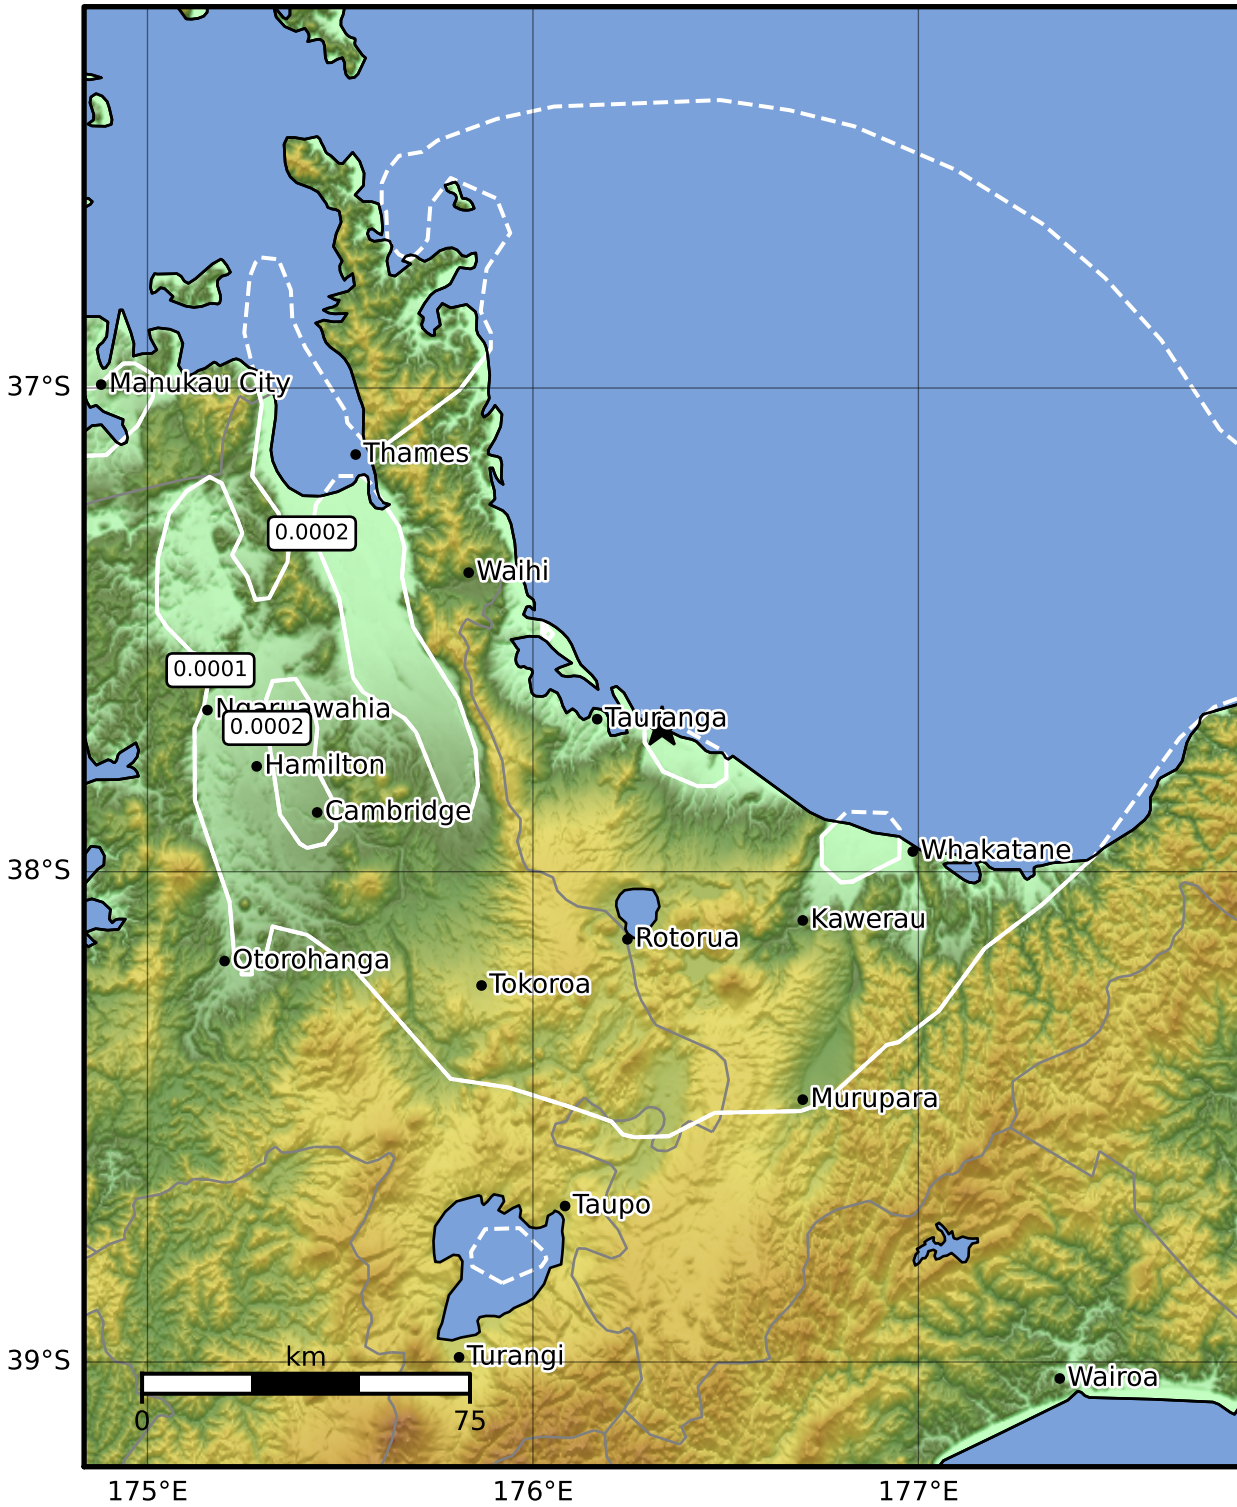 Manukau City
37°S
Thames
0.0002
Waihi
0.0001
Ngaruawahia
0.0002
Tauranga
Hamilton
Cambridge
Whakatane
38°S
Kawerau
Rotorua
Otorohanga
Tokoroa
Murupara
Taupo
km
Turangi
39°S
Wairoa
0 75
175°E 176°E 177°E